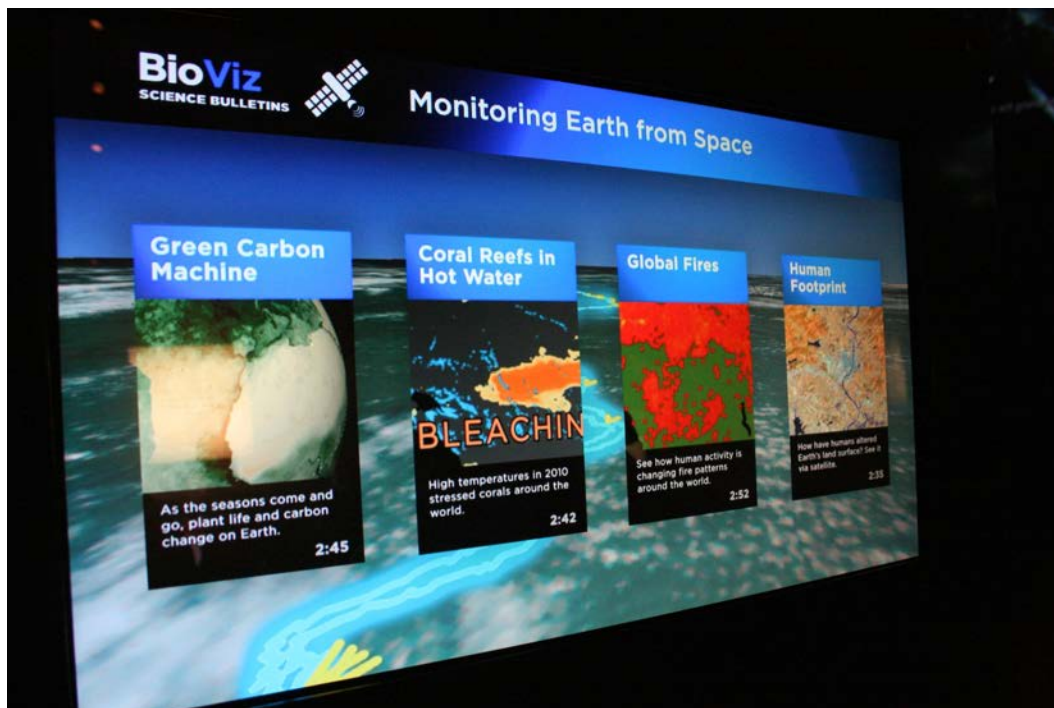 BioViz
SCIENCE BULLETINS
Monitoring Earth from Space
Green Carbon
Machine
As the seasons come and
go, plant life and carbon
change on Earth.
2:45
Coral Reefs in
Hot Water
BLEACHIN
High temperatures in 2010
stressed corals around the
world.
2:42
Global Fires
See how human activity is
changing fire patterns
around the world.
2:52
Human
Footprint
How have humans altered
Earth's land surface? See it
via satellite.
2:35